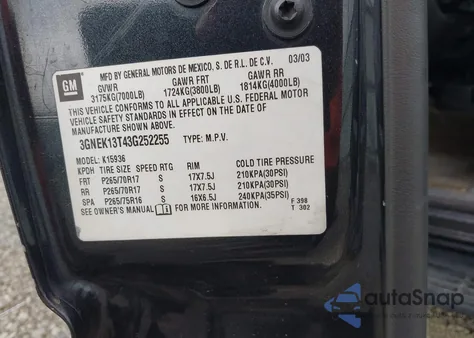 GM
MFD BY GENERAL MOTORS DE MEXICO, S. DE R.L. DE C.V. 03/03
GVWR GAWR FRT GAWR RR
3175KG(7000LB) 1724KG(3800LB) 1814KG(4000LB)
THIS VEHICLE CONFORMS TO ALL APPLICABLE U.S. FEDERAL MOTOR
VEHICLE SAFETY STANDARDS IN EFFECT ON THE DATE OF
MANUFACTURE SHOWN ABOVE.
3GNEK13T43G252255 TYPE: M.P.V.
MODEL: K15936
KPOH TIRE SIZE SPEED RTG RIM COLD TIRE PRESSURE
FRT P265/70R17 S 17X7.5J 210KPA(30PSI)
RR P265/70R17 S 17X7.5J 210KPA(30PSI)
SPA P265/75R16 S 16X6.5J 240KPA(35PSI)
SEE OWNER'S MANUAL FOR MORE INFORMATION. F 398
T 302
autoSnap